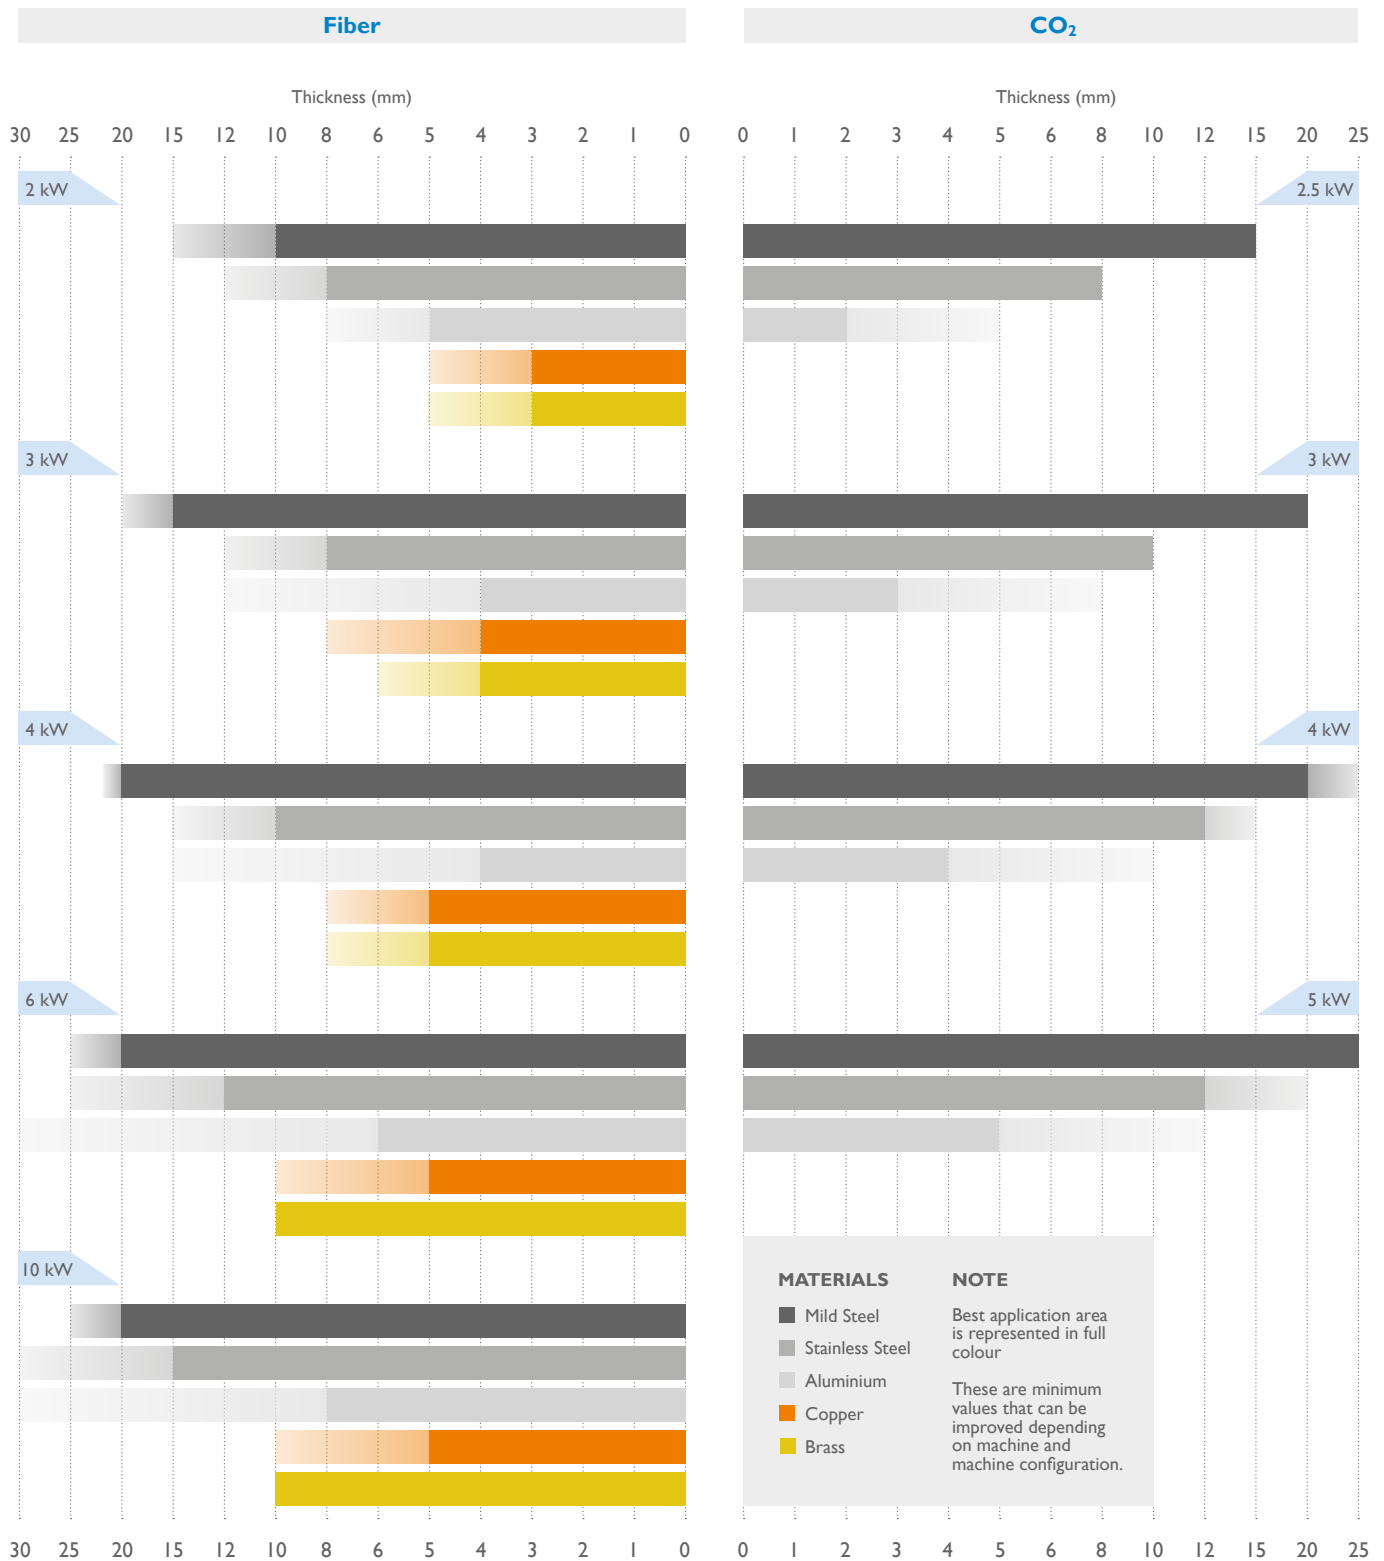 Fiber
CO₂
Thickness (mm)
Thickness (mm)
30 25 20 15 12 10 8 6 5 4 3 2 1 0
0 1 2 3 4 5 6 8 10 12 15 20 25
2 kW
2.5 kW
3 kW
3 kW
4 kW
4 kW
6 kW
5 kW
10 kW
MATERIALS
Mild Steel
Stainless Steel
Aluminium
Copper
Brass
NOTE
Best application area
is represented in full
colour
These are minimum
values that can be
improved depending
on machine and
machine configuration.
30 25 20 15 12 10 8 6 5 4 3 2 1 0
0 1 2 3 4 5 6 8 10 12 15 20 25